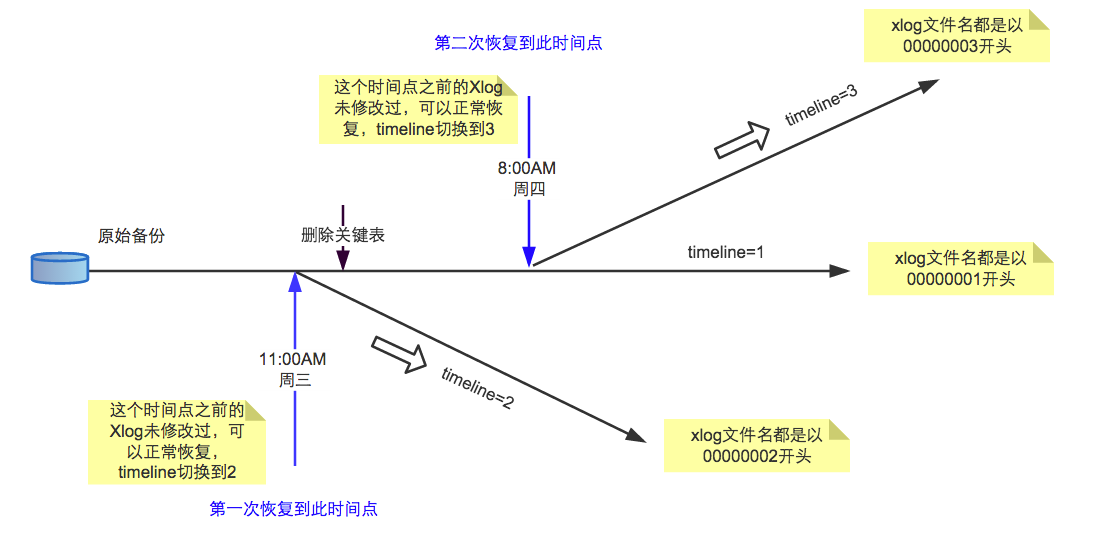 xlog文件名都是以
00000003开头
第二次恢复到此时间点
这个时间点之前的Xlog
未修改过，可以正常恢
复，timeline切换到3
timeline=3
8:00AM
周四
原始备份
删除关键表
timeline=1
xlog文件名都是以
00000001开头
11:00AM
周三
timeline=2
这个时间点之前的
Xlog未修改过，可
以正常恢复，
timeline切换到2
xlog文件名都是以
00000002开头
第一次恢复到此时间点